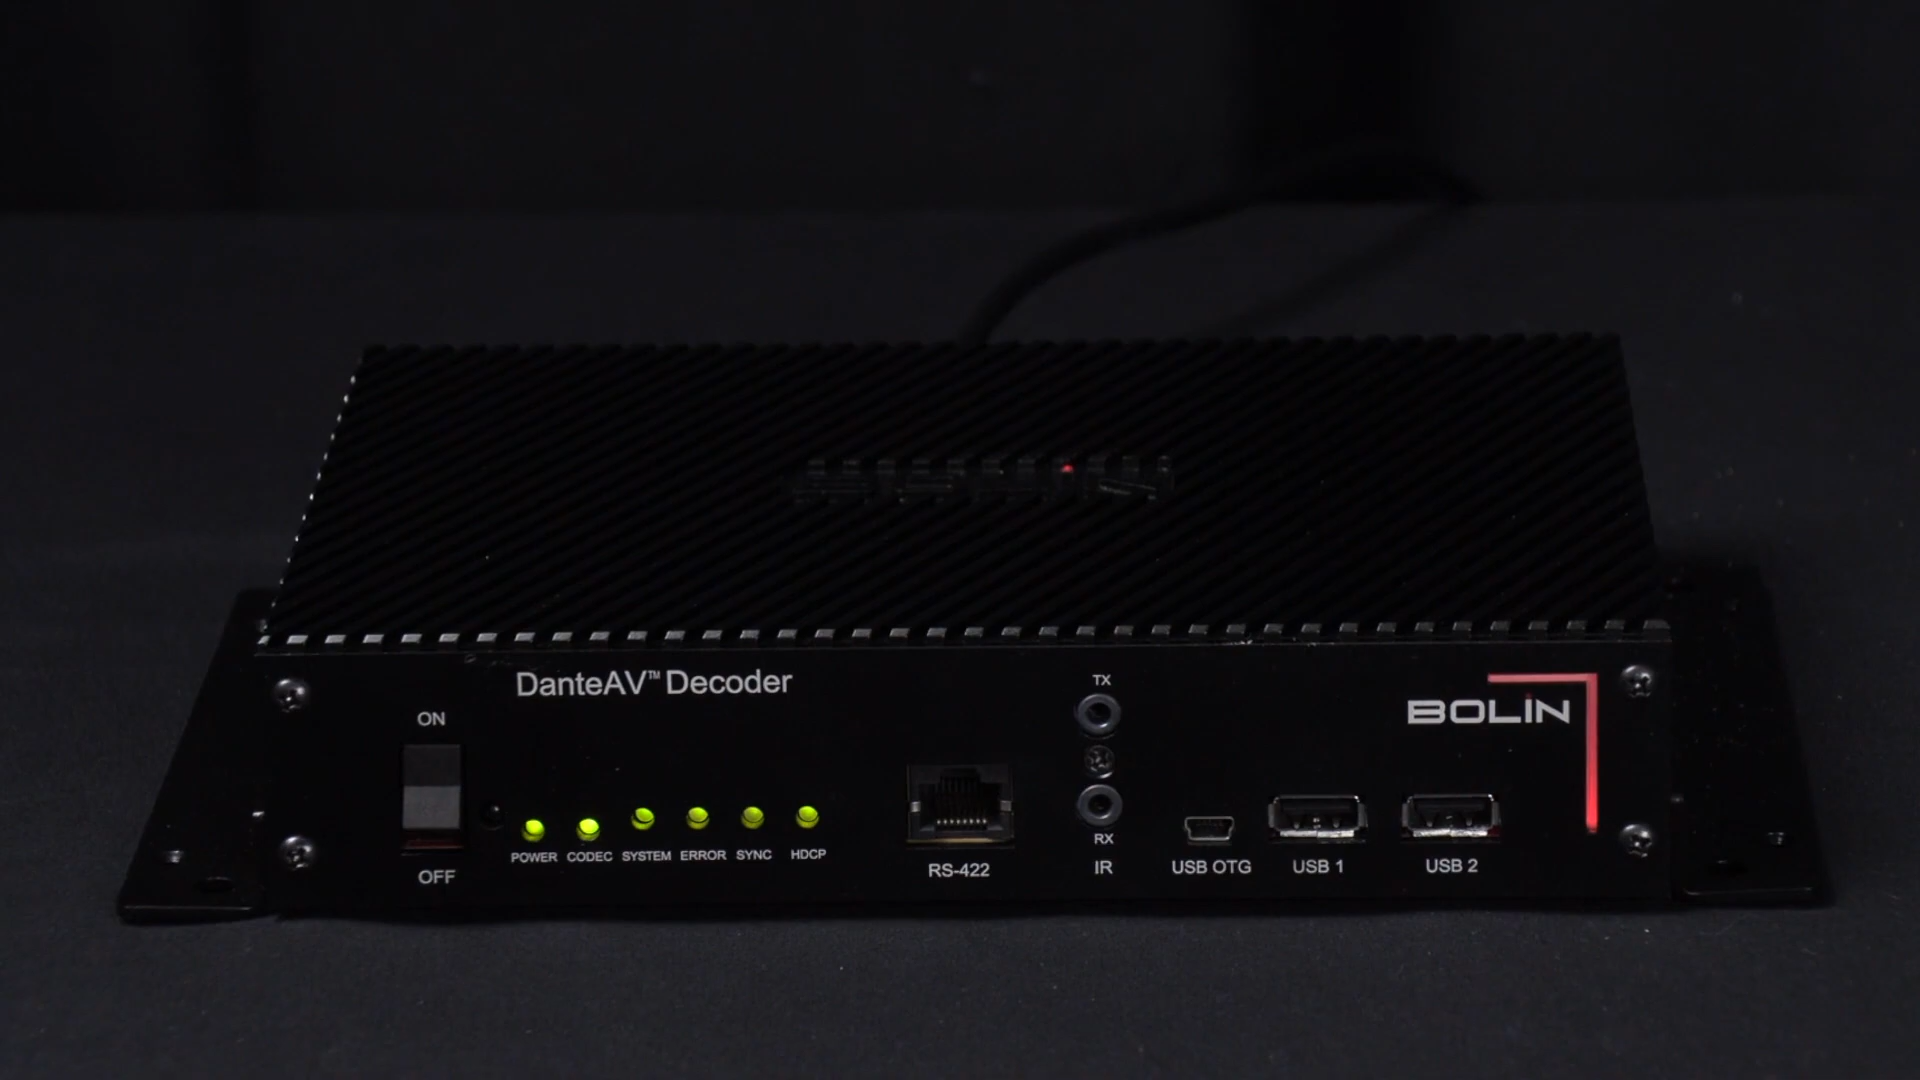 DanteAV™ Decoder
ON
OFF
POWER CODEC SYSTEM ERROR SYNC HDCP
RS-422
TX
RX
IR
USB OTG
USB 1
USB 2
BOLIN